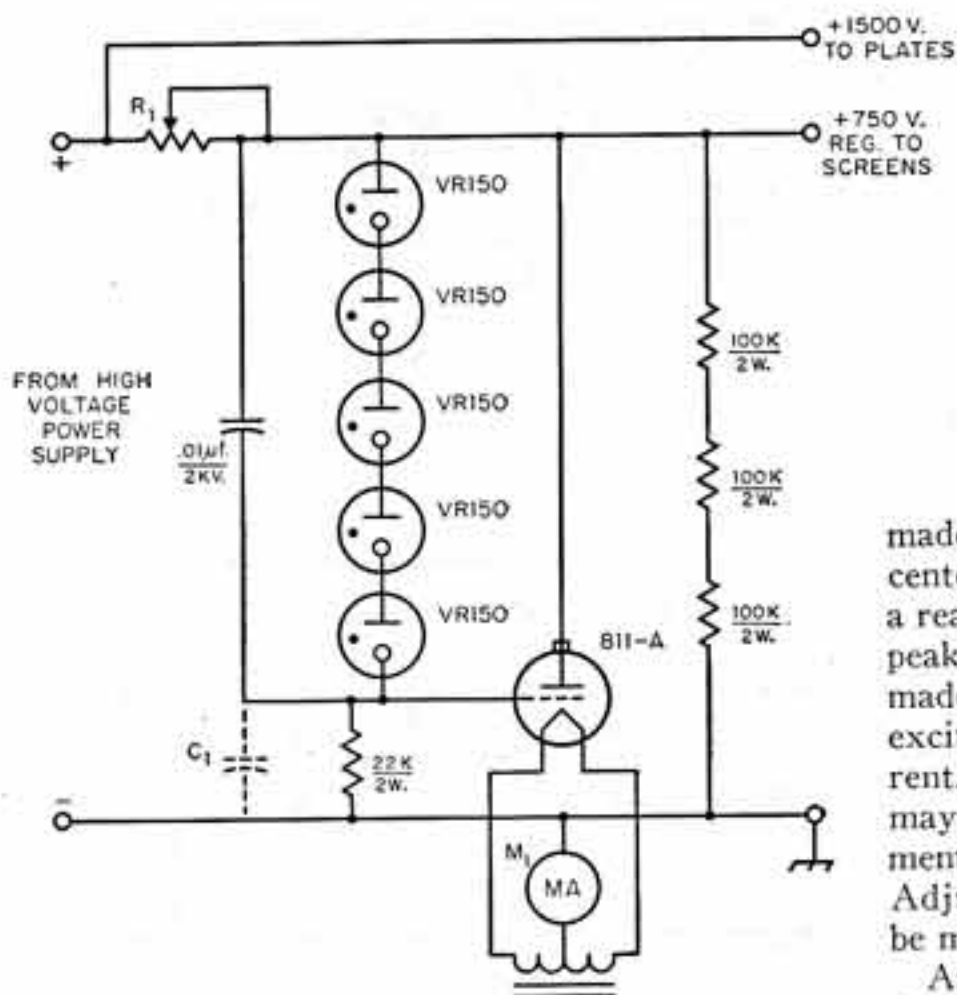 +1500 V.
TO PLATES
R1
+
+750 V.
REG. TO
SCREENS
VR150
VR150
VR150
VR150
VR150
FROM HIGH
VOLTAGE
POWER
SUPPLY
.01µf.
2KV.
100K
2W.
100K
2W.
100K
2W.
811-A
C1
22K
2W.
-
M1
MA
made
cente
a rea
peak
made
excit
rent.
may
men
Adju
be m
A